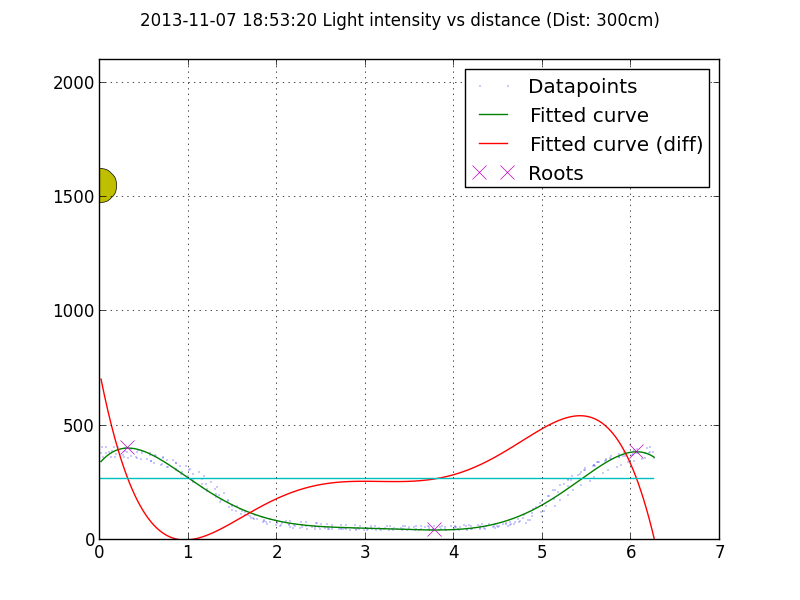 2013-11-07 18:53:20 Light intensity vs distance (Dist: 300cm)
Datapoints
Fitted curve
Fitted curve (diff)
Roots
2000
1500
1000
500
0
0 1 2 3 4 5 6 7